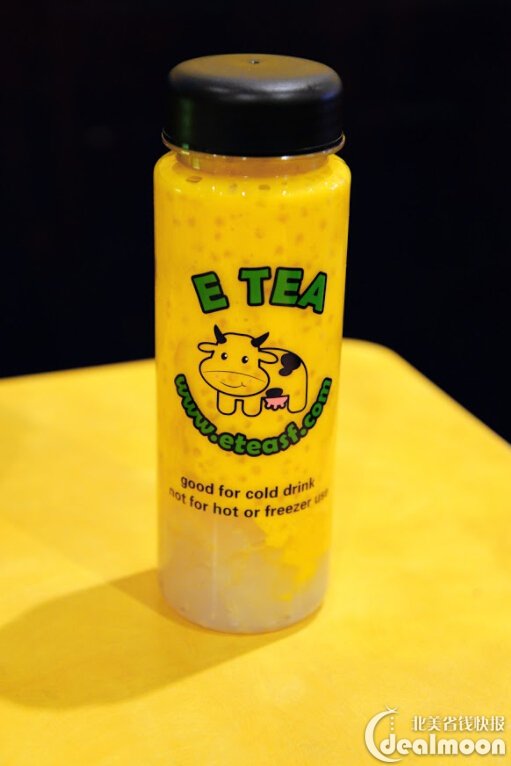 E TEA
www.eteasf.com
good for cold drink
not for hot or freezer use
北美省钱快报
dealmoon